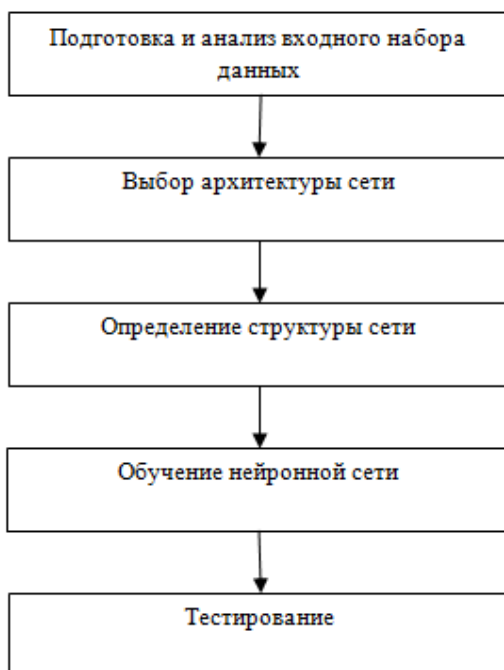 Подготовка и анализ входного набора
данных
Выбор архитектуры сети
Определение структуры сети
Обучение нейронной сети
Тестирование